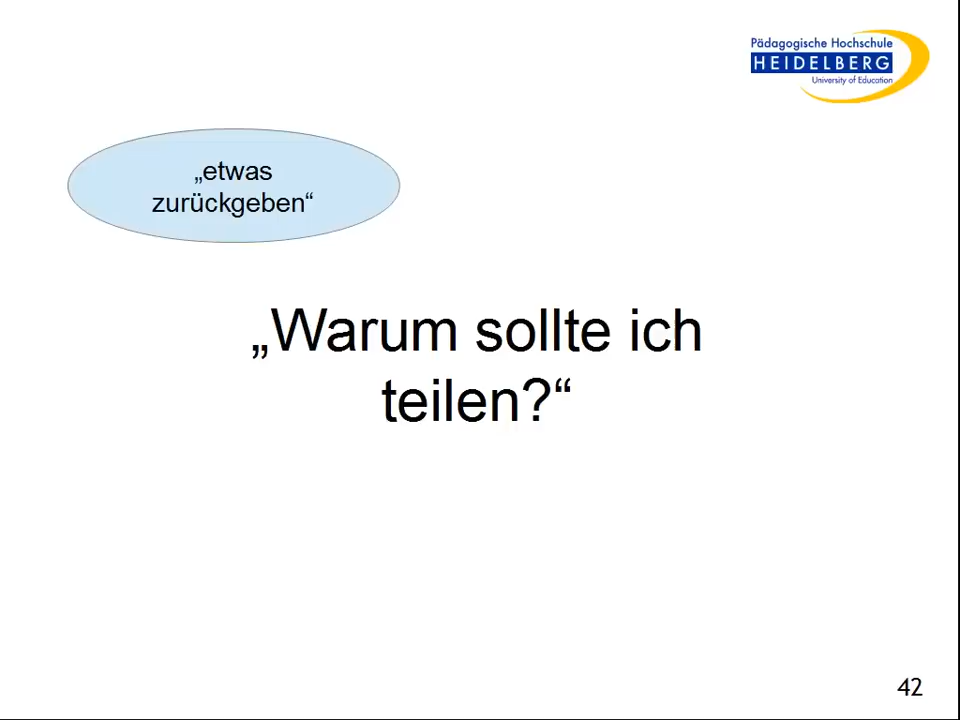 Pädagogische Hochschule
HEIDELBERG
University of Education
„etwas
zurückgeben“
„Warum sollte ich
teilen?“
42